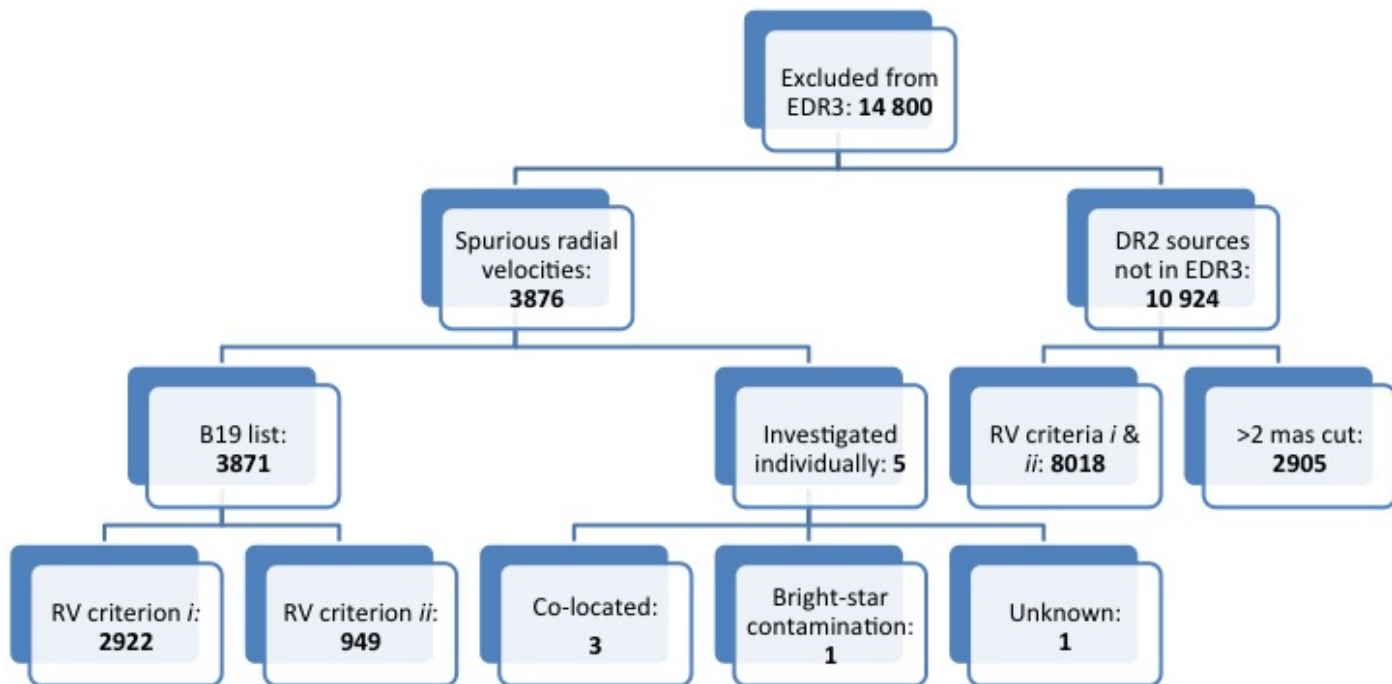 Excluded from
EDR3: 14 800
Spurious radial
velocities:
3876
DR2 sources
not in EDR3:
10 924
B19 list:
3871
Investigated
individually: 5
RV criteria i &
ii: 8018
>2 mas cut:
2905
RV criterion i:
2922
RV criterion ii:
949
Co-located:
3
Bright-star
contamination:
1
Unknown:
1